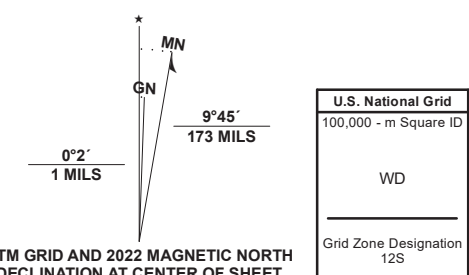 ★
MN
GN
9°45´
173 MILS
0°2´
1 MILS
TM GRID AND 2022 MAGNETIC NORTH
DECLINATION AT CENTER OF SHEET
U.S. National Grid
100,000 - m Square ID
WD
Grid Zone Designation
12S